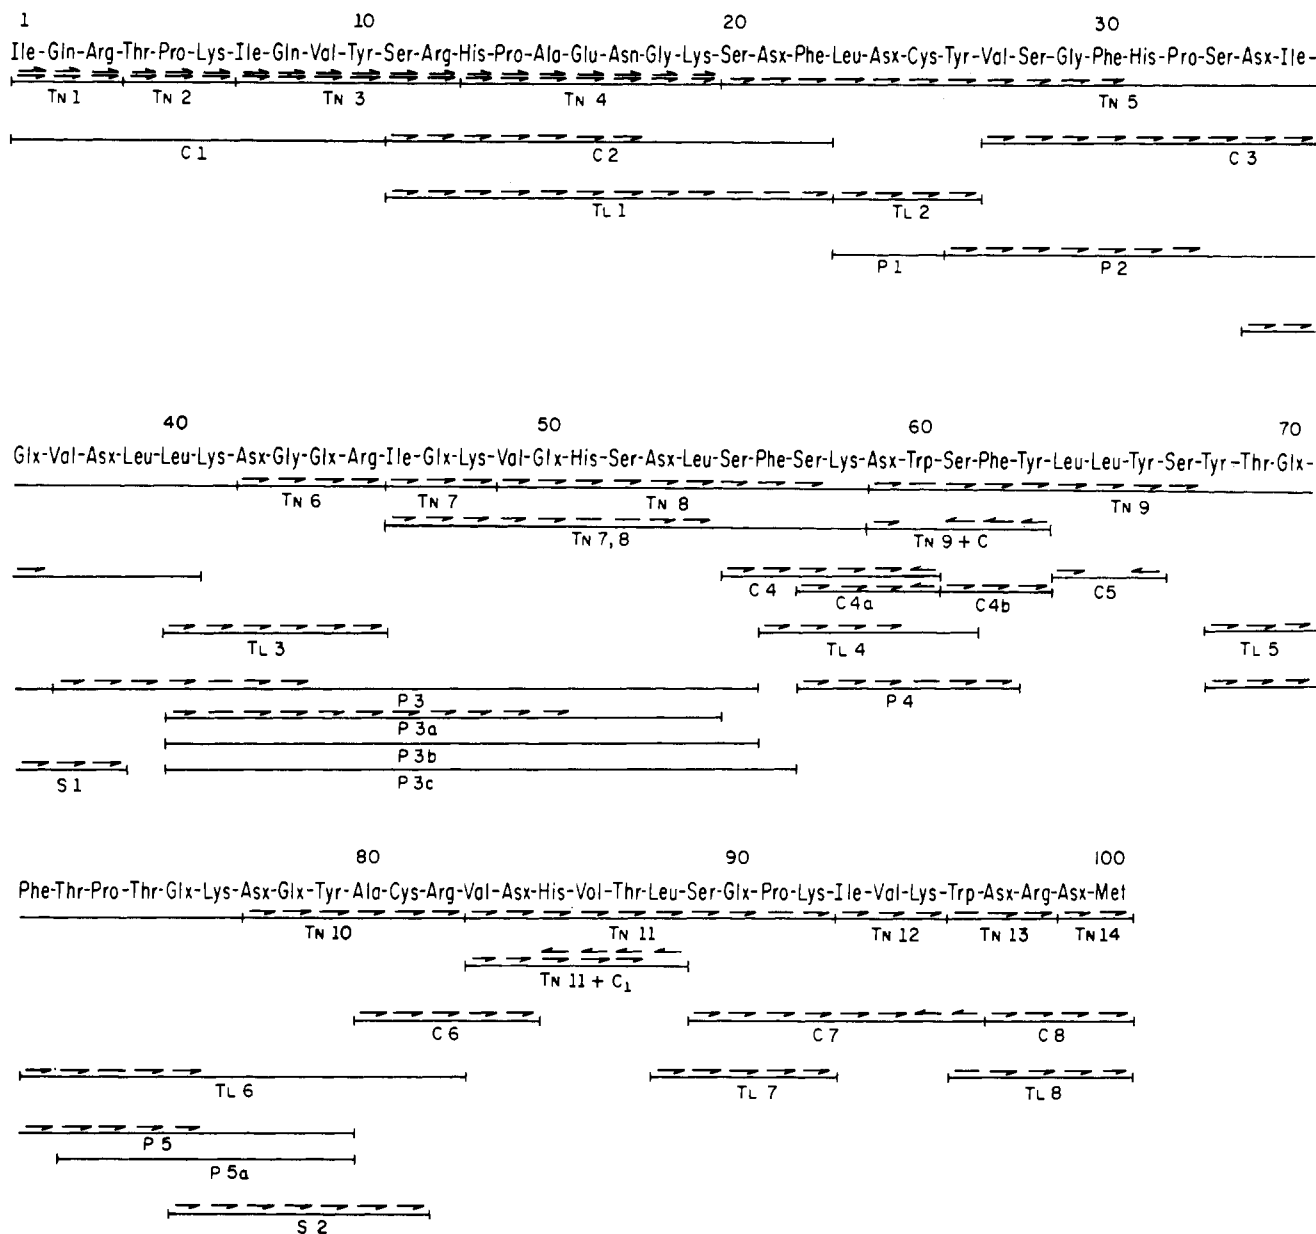 1 10 20 30
Ile-Gln-Arg-Thr-Pro-Lys-Ile-Gln-Val-Tyr-Ser-Arg-His-Pro-Ala-Glu-Asn-Gly-Lys-Ser-Asx-Phe-Leu-Asx-Cys-Tyr-Val-Ser-Gly-Phe-His-Pro-Ser-Asx-Ile-
TN 1 TN 2 TN 3 TN 4 TN 5
C 1 C 2 C 3
TL 1 TL 2
P 1 P 2
40 50 60 70
Glx-Val-Asx-Leu-Leu-Lys-Asx-Gly-Glx-Arg-Ile-Glx-Lys-Val-Glx-His-Ser-Asx-Leu-Ser-Phe-Ser-Lys-Asx-Trp-Ser-Phe-Tyr-Leu-Leu-Tyr-Ser-Tyr-Thr-Glx-
TN 6 TN 7 TN 8 TN 9
TN 7, 8 TN 9 + C
C 4 C4a C4b C5
TL 3 TL 4 TL 5
P 3 P 4
P 3a
P 3b
S 1 P 3c
80 90 100
Phe-Thr-Pro-Thr-Glx-Lys-Asx-Glx-Tyr-Ala-Cys-Arg-Val-Asx-His-Val-Thr-Leu-Ser-Glx-Pro-Lys-Ile-Val-Lys-Trp-Asx-Arg-Asx-Met
TN 10 TN 11 TN 12 TN 13 TN 14
TN 11 + C1
C 6 C 7 C 8
TL 6 TL 7 TL 8
P 5
P 5a
S 2